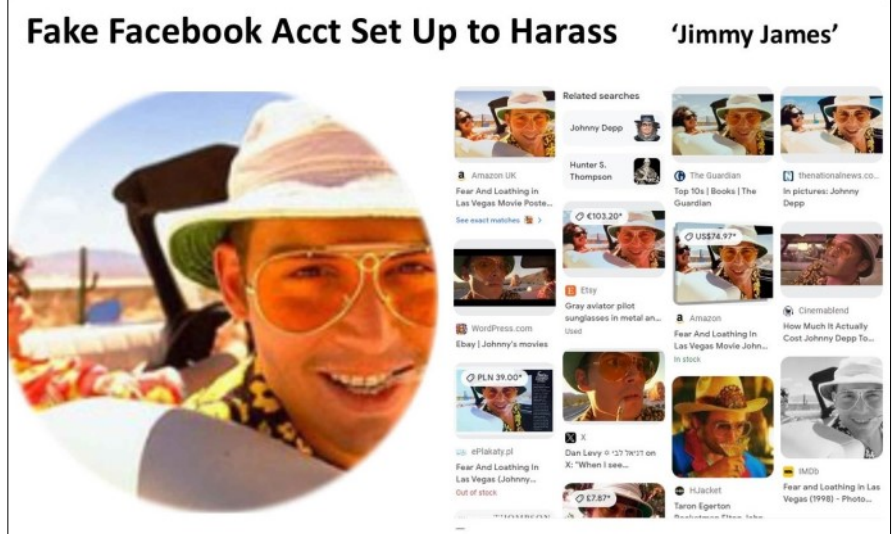 Fake Facebook Acct Set Up to Harass
'Jimmy James'
Amazon UK
Fear And Loathing in
Las Vegas Movie Poste...
See exact matches
WordPress.com
Ebay | Johnny's movies
PLN 39.00*
ePlakaty.pl
Fear And Loathing In
Las Vegas (Johnny...
Out of stock
THOMPSON
Related searches
Johnny Depp
Hunter S.
Thompson
€103.20*
Etsy
Gray aviator pilot
sunglasses in metal an...
Used
X
Dan Levy ✡ דניאל לבי on
X: "When I see...
£7.87*
The Guardian
Top 10s | Books | The
Guardian
US$74.97*
Amazon
Fear And Loathing In
Las Vegas Movie John...
In stock
HJacket
Taron Egerton
Rocketman Elton John
thenationalnews.co...
In pictures: Johnny
Depp
Cinemablend
How Much It Actually
Cost Johnny Depp To...
IMDb
Fear and Loathing in Las
Vegas (1998) - Photo...